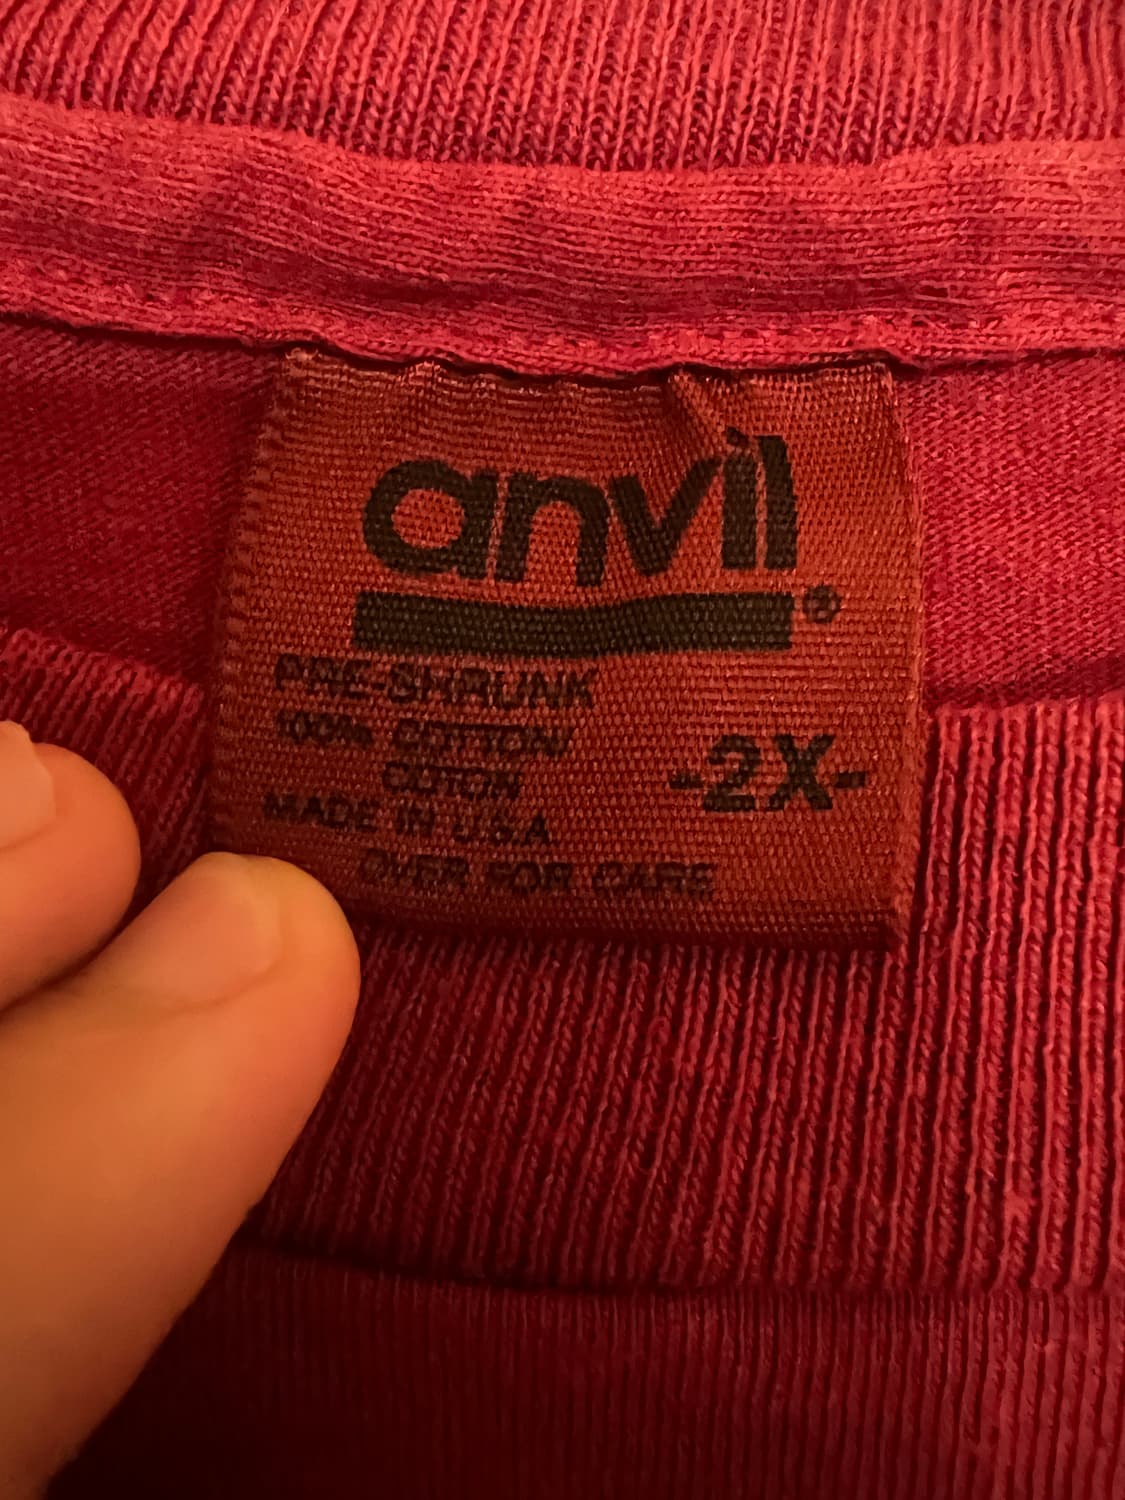 anvil®
PRE-SHRUNK
100% COTTON
COTON
-2X-
MADE IN U.S.A
OVER FOR CARE